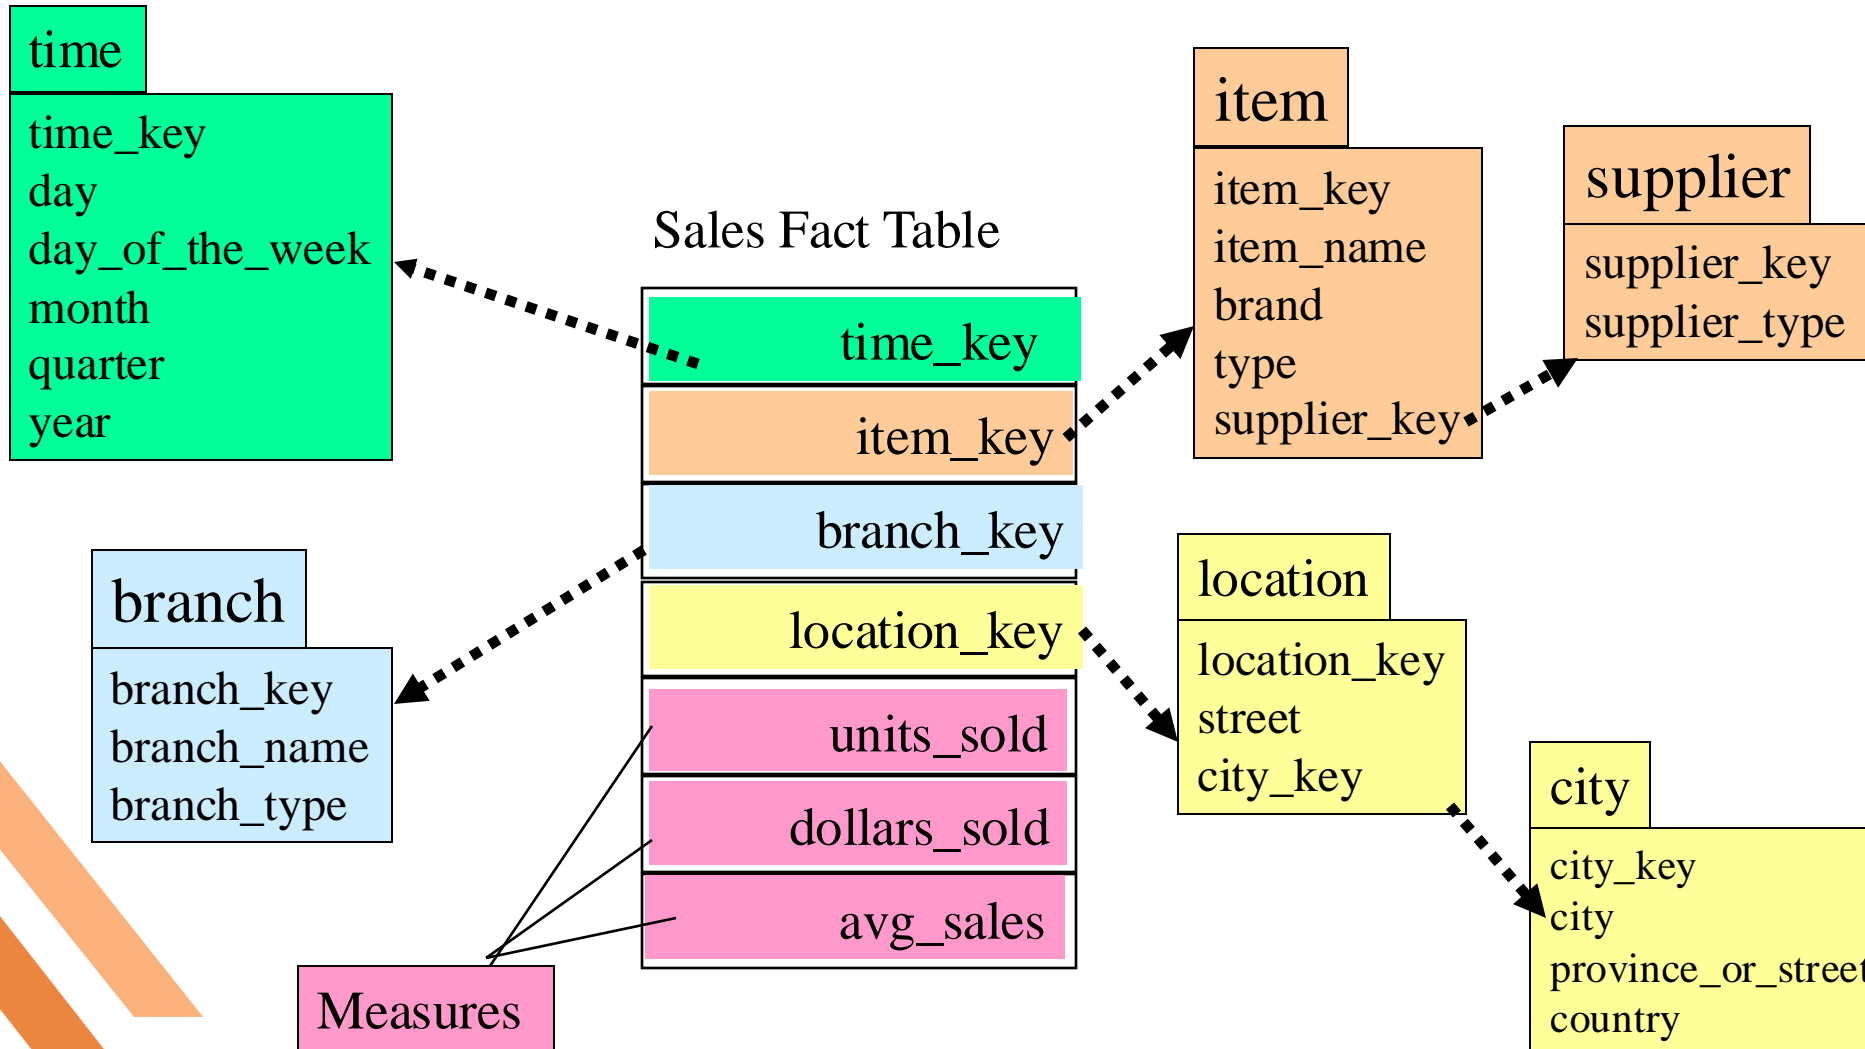 time
time_key
day
day_of_the_week
month
quarter
year
branch
branch_key
branch_name
branch_type
Sales Fact Table
time_key
item_key
branch_key
location_key
units_sold
dollars_sold
avg_sales
Measures
item
item_key
item_name
brand
type
supplier_key
supplier
supplier_key
supplier_type
location
location_key
street
city_key
city
city_key
city
province_or_street
country